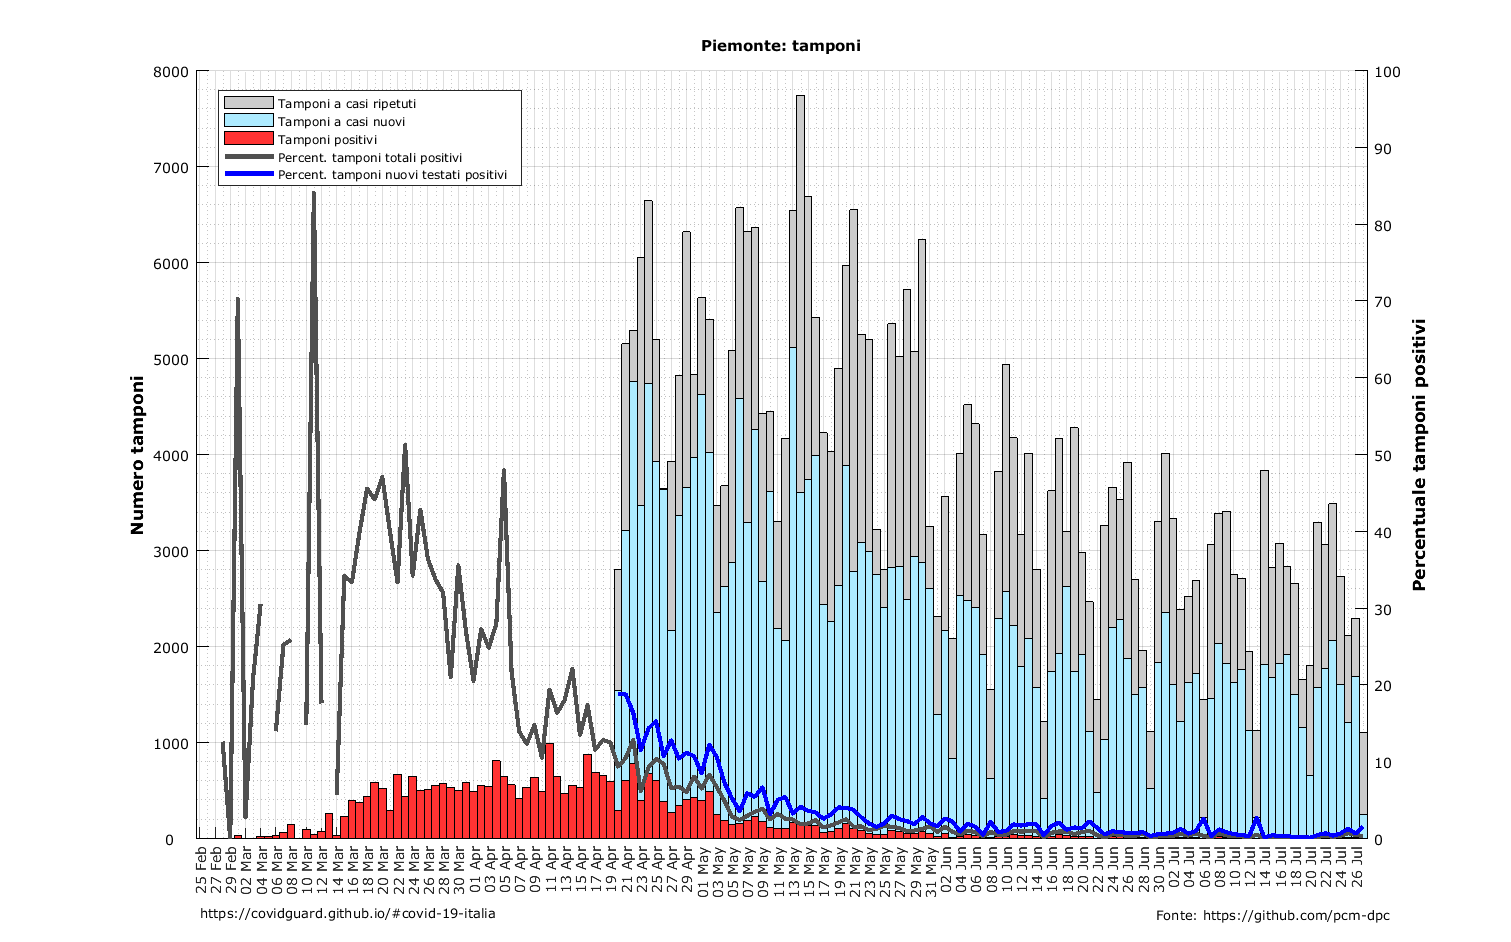 Piemonte: tamponi
8000
7000
6000
5000
4000
3000
2000
1000
0
100
90
80
70
60
50
40
30
20
10
0
Numero tamponi
Percentuale tamponi positivi
Tamponi a casi ripetuti
Tamponi a casi nuovi
Tamponi positivi
Percent. tamponi totali positivi
Percent. tamponi nuovi testati positivi
25 Feb
27 Feb
29 Feb
02 Mar
04 Mar
06 Mar
08 Mar
10 Mar
12 Mar
14 Mar
16 Mar
18 Mar
20 Mar
22 Mar
24 Mar
26 Mar
28 Mar
30 Mar
01 Apr
03 Apr
05 Apr
07 Apr
09 Apr
11 Apr
13 Apr
15 Apr
17 Apr
19 Apr
21 Apr
23 Apr
25 Apr
27 Apr
29 Apr
01 May
03 May
05 May
07 May
09 May
11 May
13 May
15 May
17 May
19 May
21 May
23 May
25 May
27 May
29 May
31 May
02 Jun
04 Jun
06 Jun
08 Jun
10 Jun
12 Jun
14 Jun
16 Jun
18 Jun
20 Jun
22 Jun
24 Jun
26 Jun
28 Jun
30 Jun
02 Jul
04 Jul
06 Jul
08 Jul
10 Jul
12 Jul
14 Jul
16 Jul
18 Jul
20 Jul
22 Jul
24 Jul
26 Jul
https://covidguard.github.io/#covid-19-italia
Fonte: https://github.com/pcm-dpc